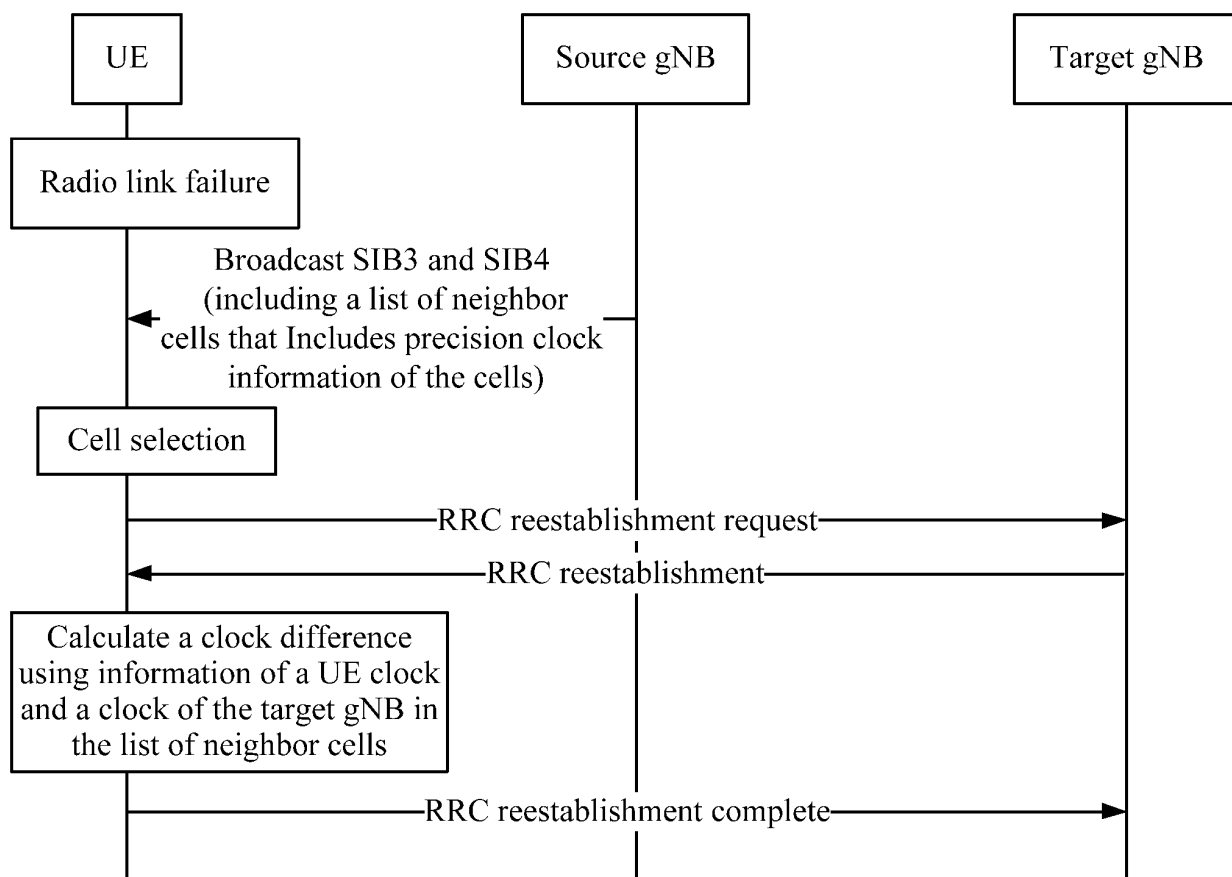 UE
Source gNB
Target gNB
Radio link failure
Broadcast SIB3 and SIB4
(including a list of neighbor
cells that Includes precision clock
information of the cells)
Cell selection
RRC reestablishment request
RRC reestablishment
Calculate a clock difference
using information of a UE clock
and a clock of the target gNB in
the list of neighbor cells
RRC reestablishment complete